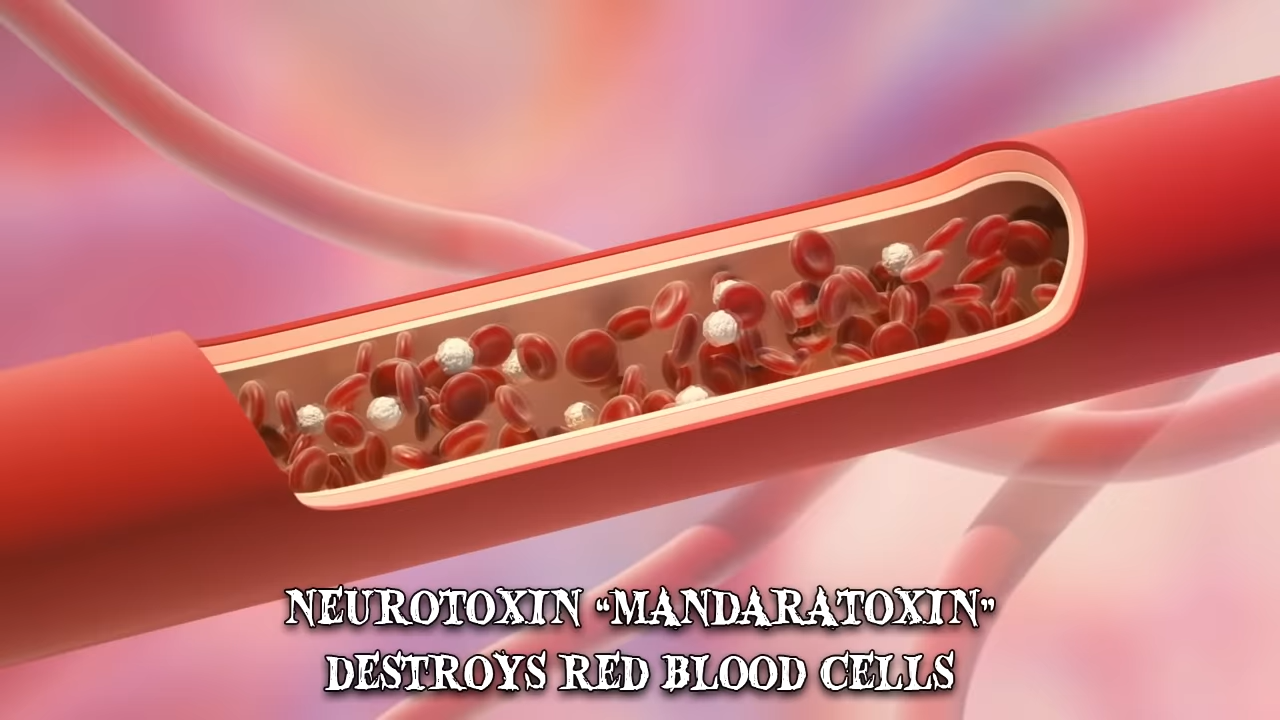 NEUROTOXIN “MANDARATOXIN”
DESTROYS RED BLOOD CELLS